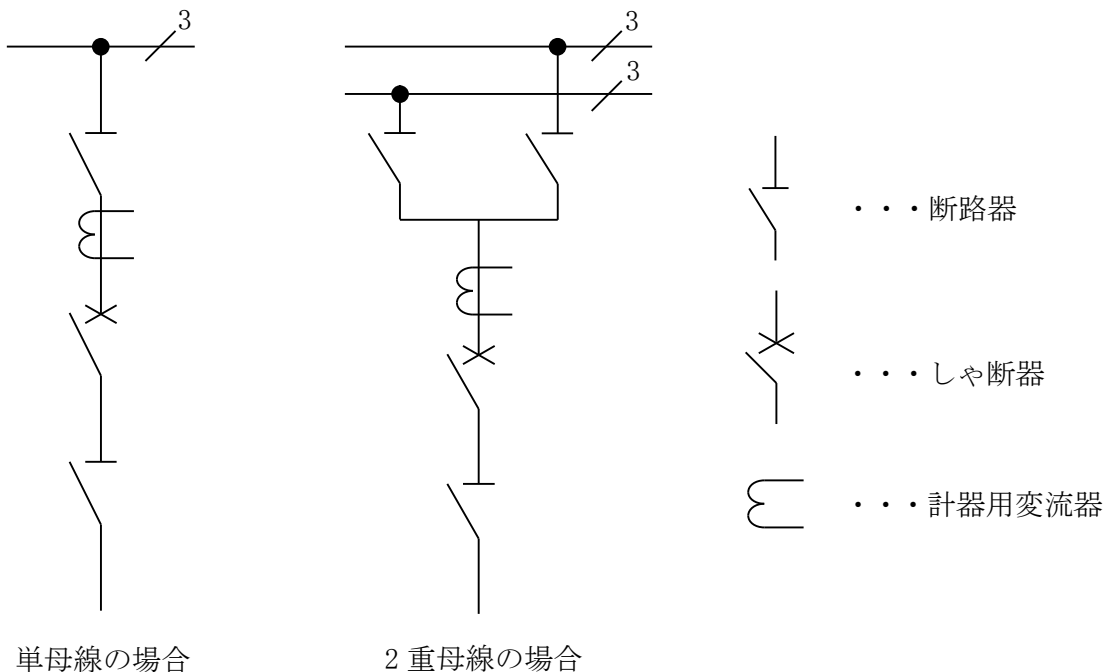 3
3
3
・・・断路器
・・・しゃ断器
・・・計器用変流器
単母線の場合
2 重母線の場合